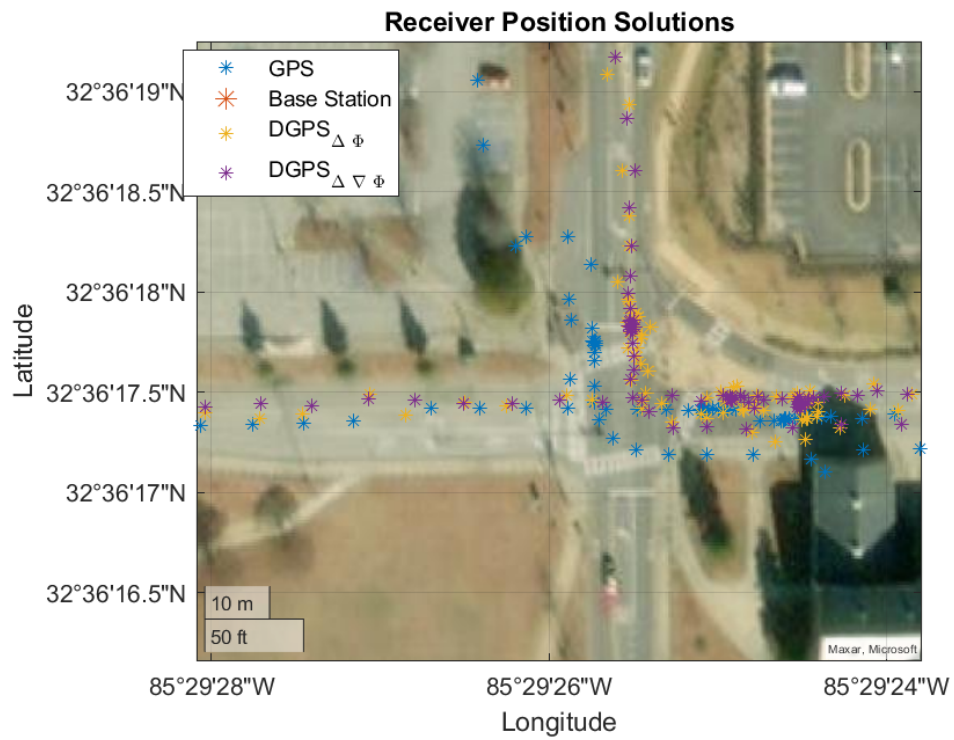 Receiver Position Solutions
GPS
Base Station
DGPS Δ Φ
DGPS Δ ∇ Φ
32°36'19"N
32°36'18.5"N
32°36'18"N
32°36'17.5"N
32°36'17"N
32°36'16.5"N
Latitude
10 m
50 ft
Maxar, Microsoft
85°29'28"W
85°29'26"W
85°29'24"W
Longitude